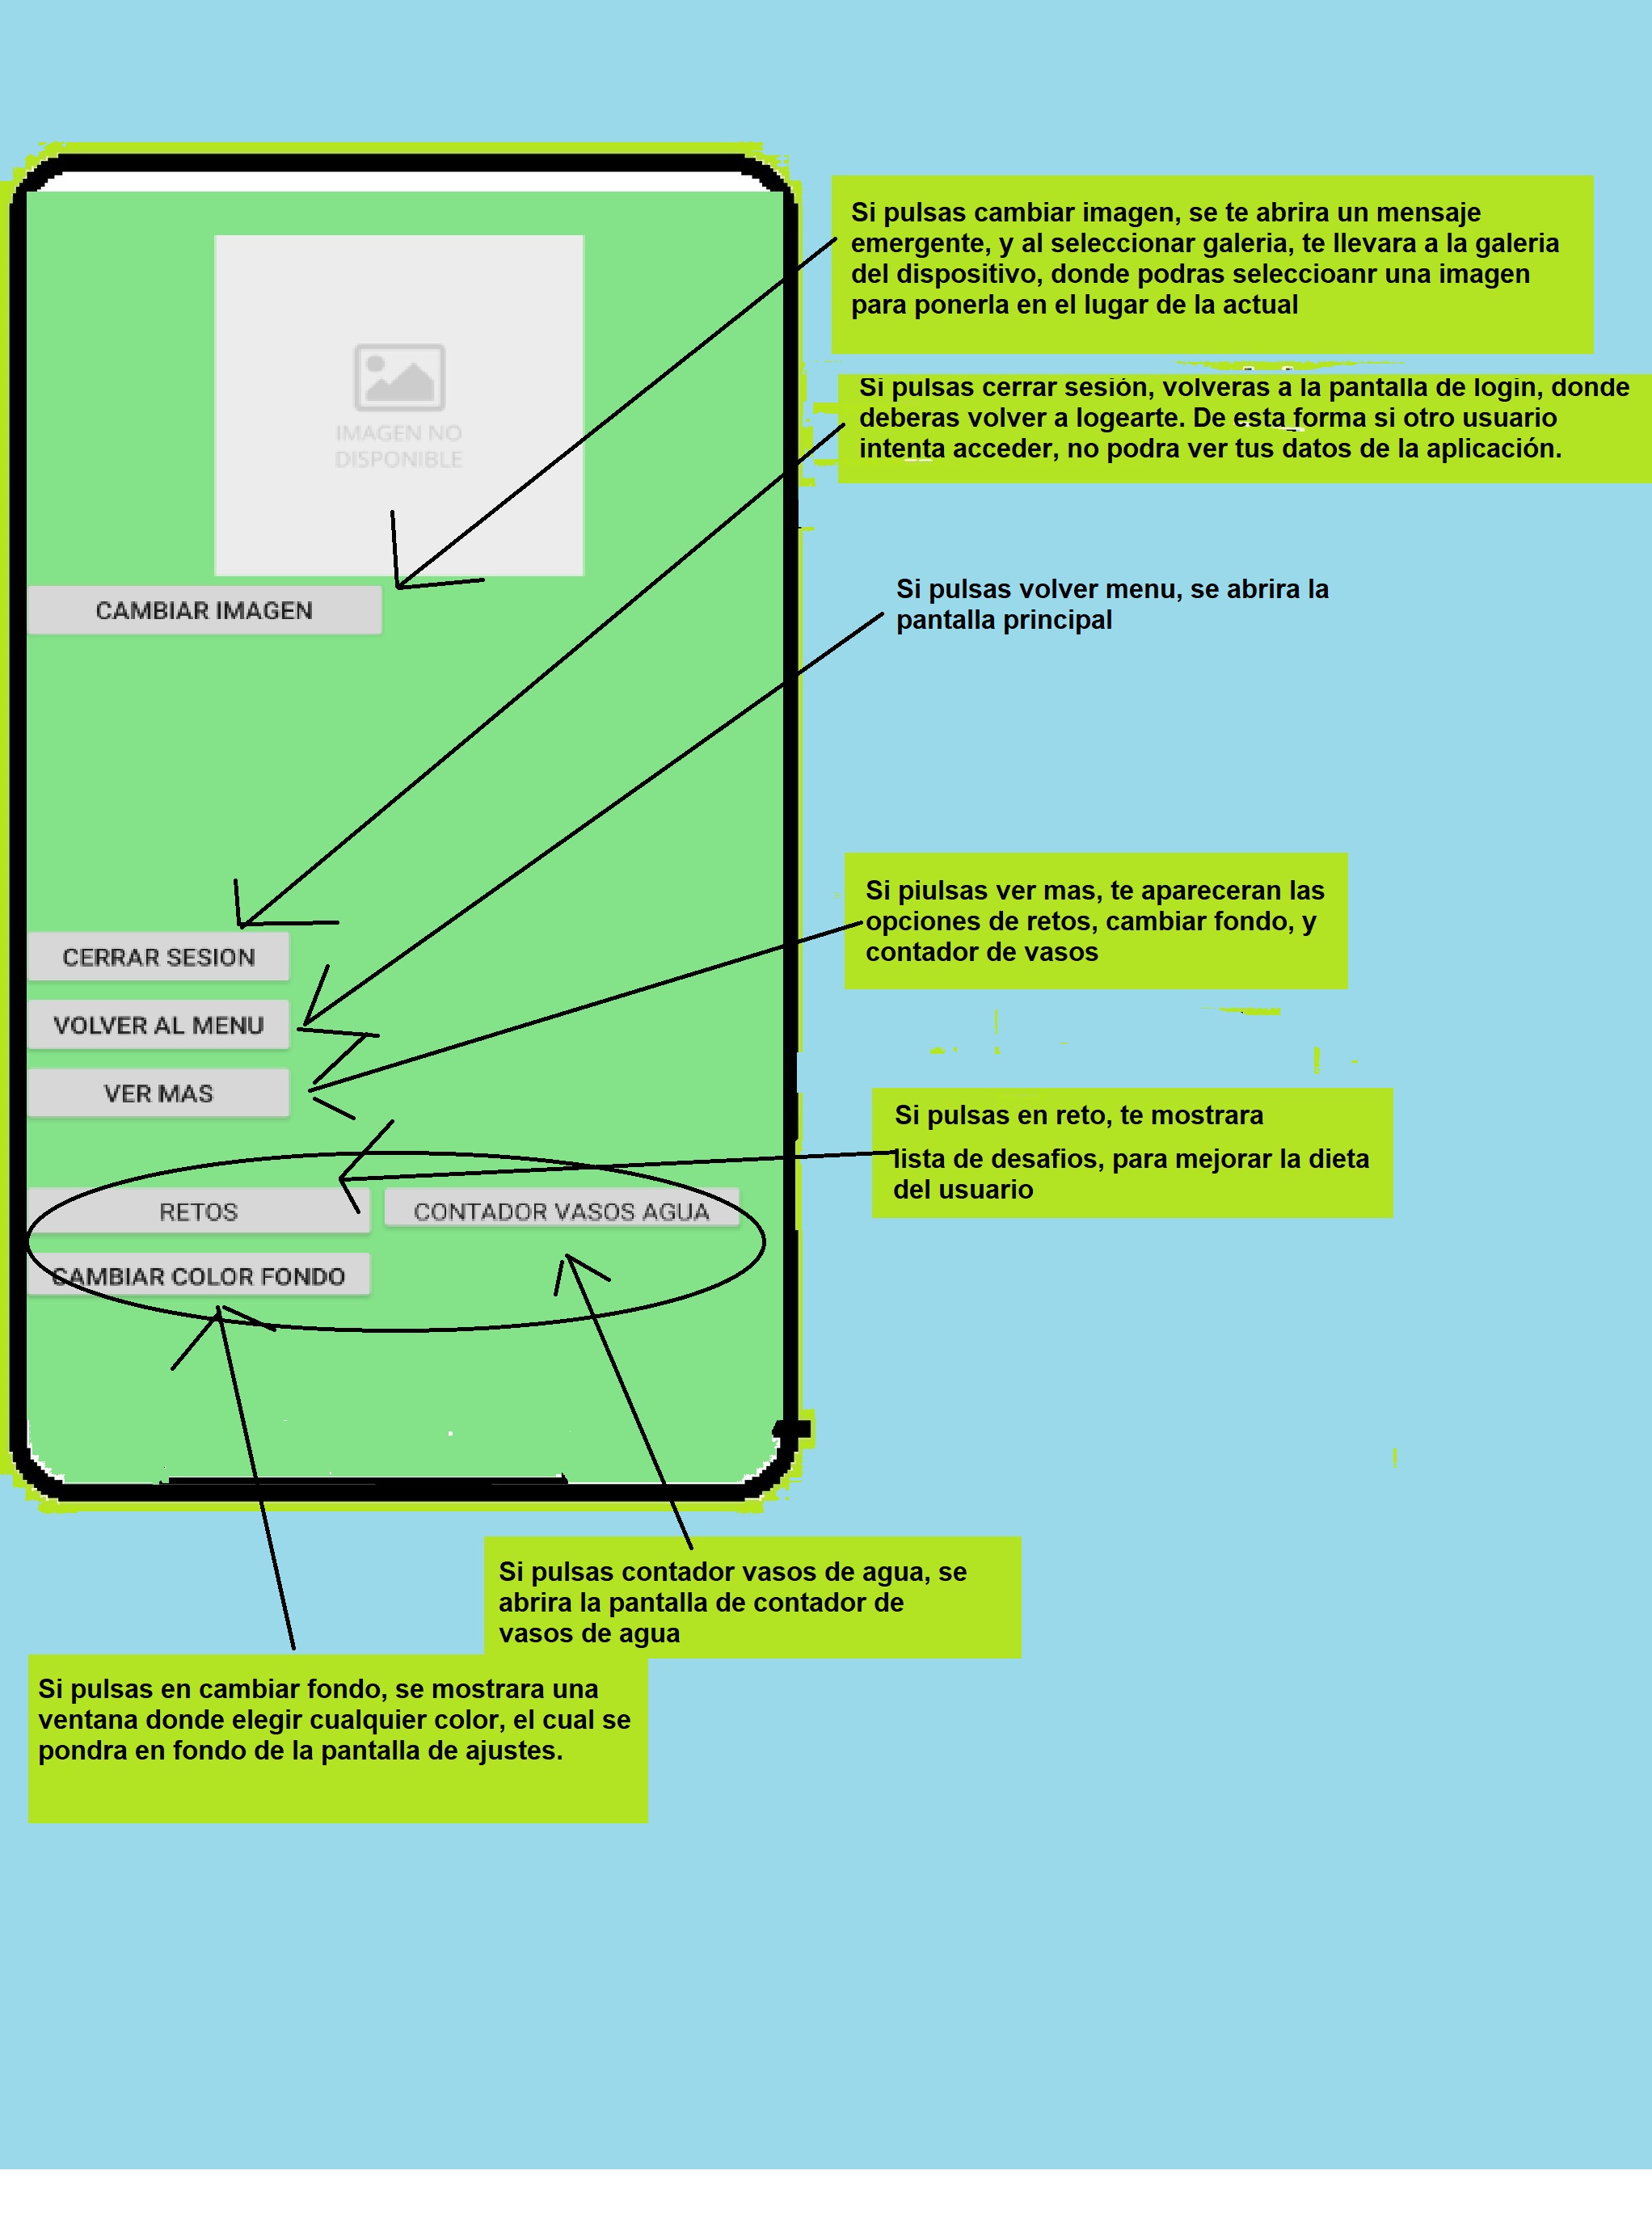 Si pulsas cambiar imagen, se te abrira un mensaje
emergente, y al seleccionar galeria, te llevara a la galeria
del dispositivo, donde podras seleccioanr una imagen
para ponerla en el lugar de la actual
Si pulsas cerrar sesión, volveras a la pantalla de login, donde
deberas volver a logearte. De esta forma si otro usuario
intenta acceder, no podra ver tus datos de la aplicación.
IMAGEN NO
DISPONIBLE
CAMBIAR IMAGEN
Si pulsas volver menu, se abrira la
pantalla principal
Si piulsas ver mas, te apareceran las
opciones de retos, cambiar fondo, y
contador de vasos
CERRAR SESION
VOLVER AL MENU
VER MAS
Si pulsas en reto, te mostrara
lista de desafios, para mejorar la dieta
del usuario
RETOS
CONTADOR VASOS AGUA
CAMBIAR COLOR FONDO
Si pulsas contador vasos de agua, se
abrira la pantalla de contador de
vasos de agua
Si pulsas en cambiar fondo, se mostrara una
ventana donde elegir cualquier color, el cual se
pondra en fondo de la pantalla de ajustes.